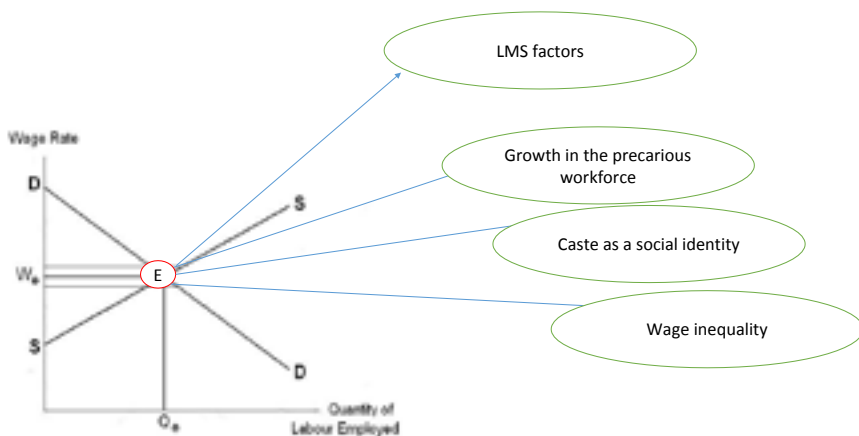 LMS factors
Wage Rate
Growth in the precarious
workforce
D
S
Caste as a social identity
We
E
Wage inequality
S
D
Qe
Quantity of
Labour Employed